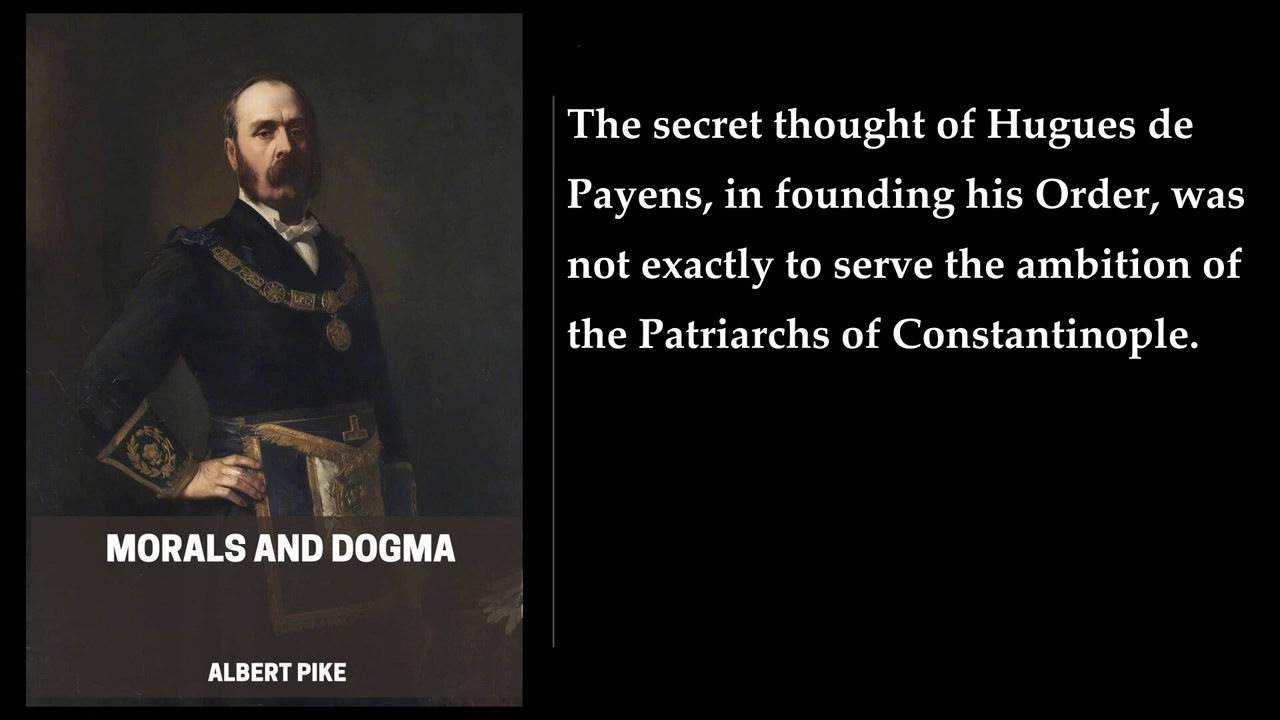 MORALS AND DOGMA
ALBERT PIKE
The secret thought of Hugues de
Payens, in founding his Order, was
not exactly to serve the ambition of
the Patriarchs of Constantinople.